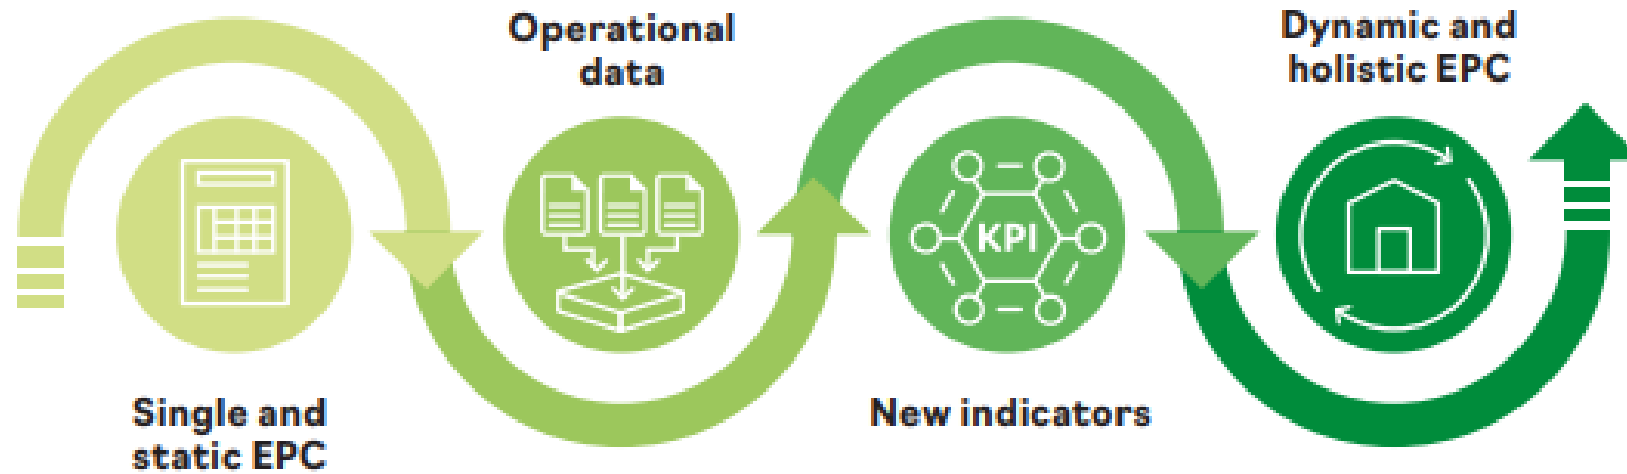 Single and
static EPC
Operational
data
KPI
New indicators
Dynamic and
holistic EPC